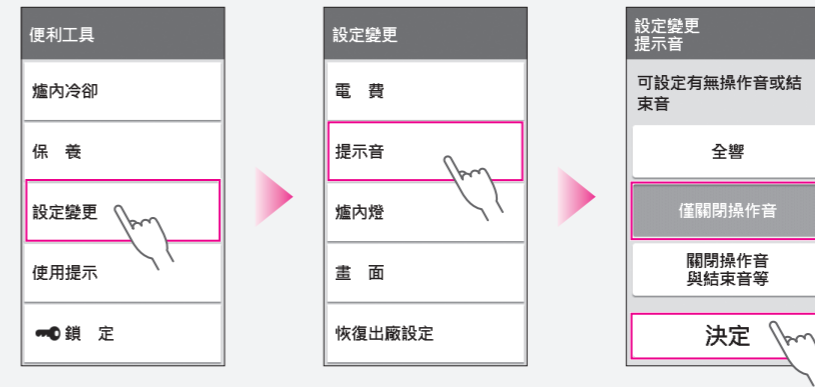 便利工具
爐內冷卻
保　養
設定變更
使用提示
鎖　定
設定變更
電　費
提示音
爐內燈
畫　面
恢復出廠設定
設定變更
提示音
可設定有無操作音或結
束音
全響
僅關閉操作音
關閉操作音
與結束音等
決定